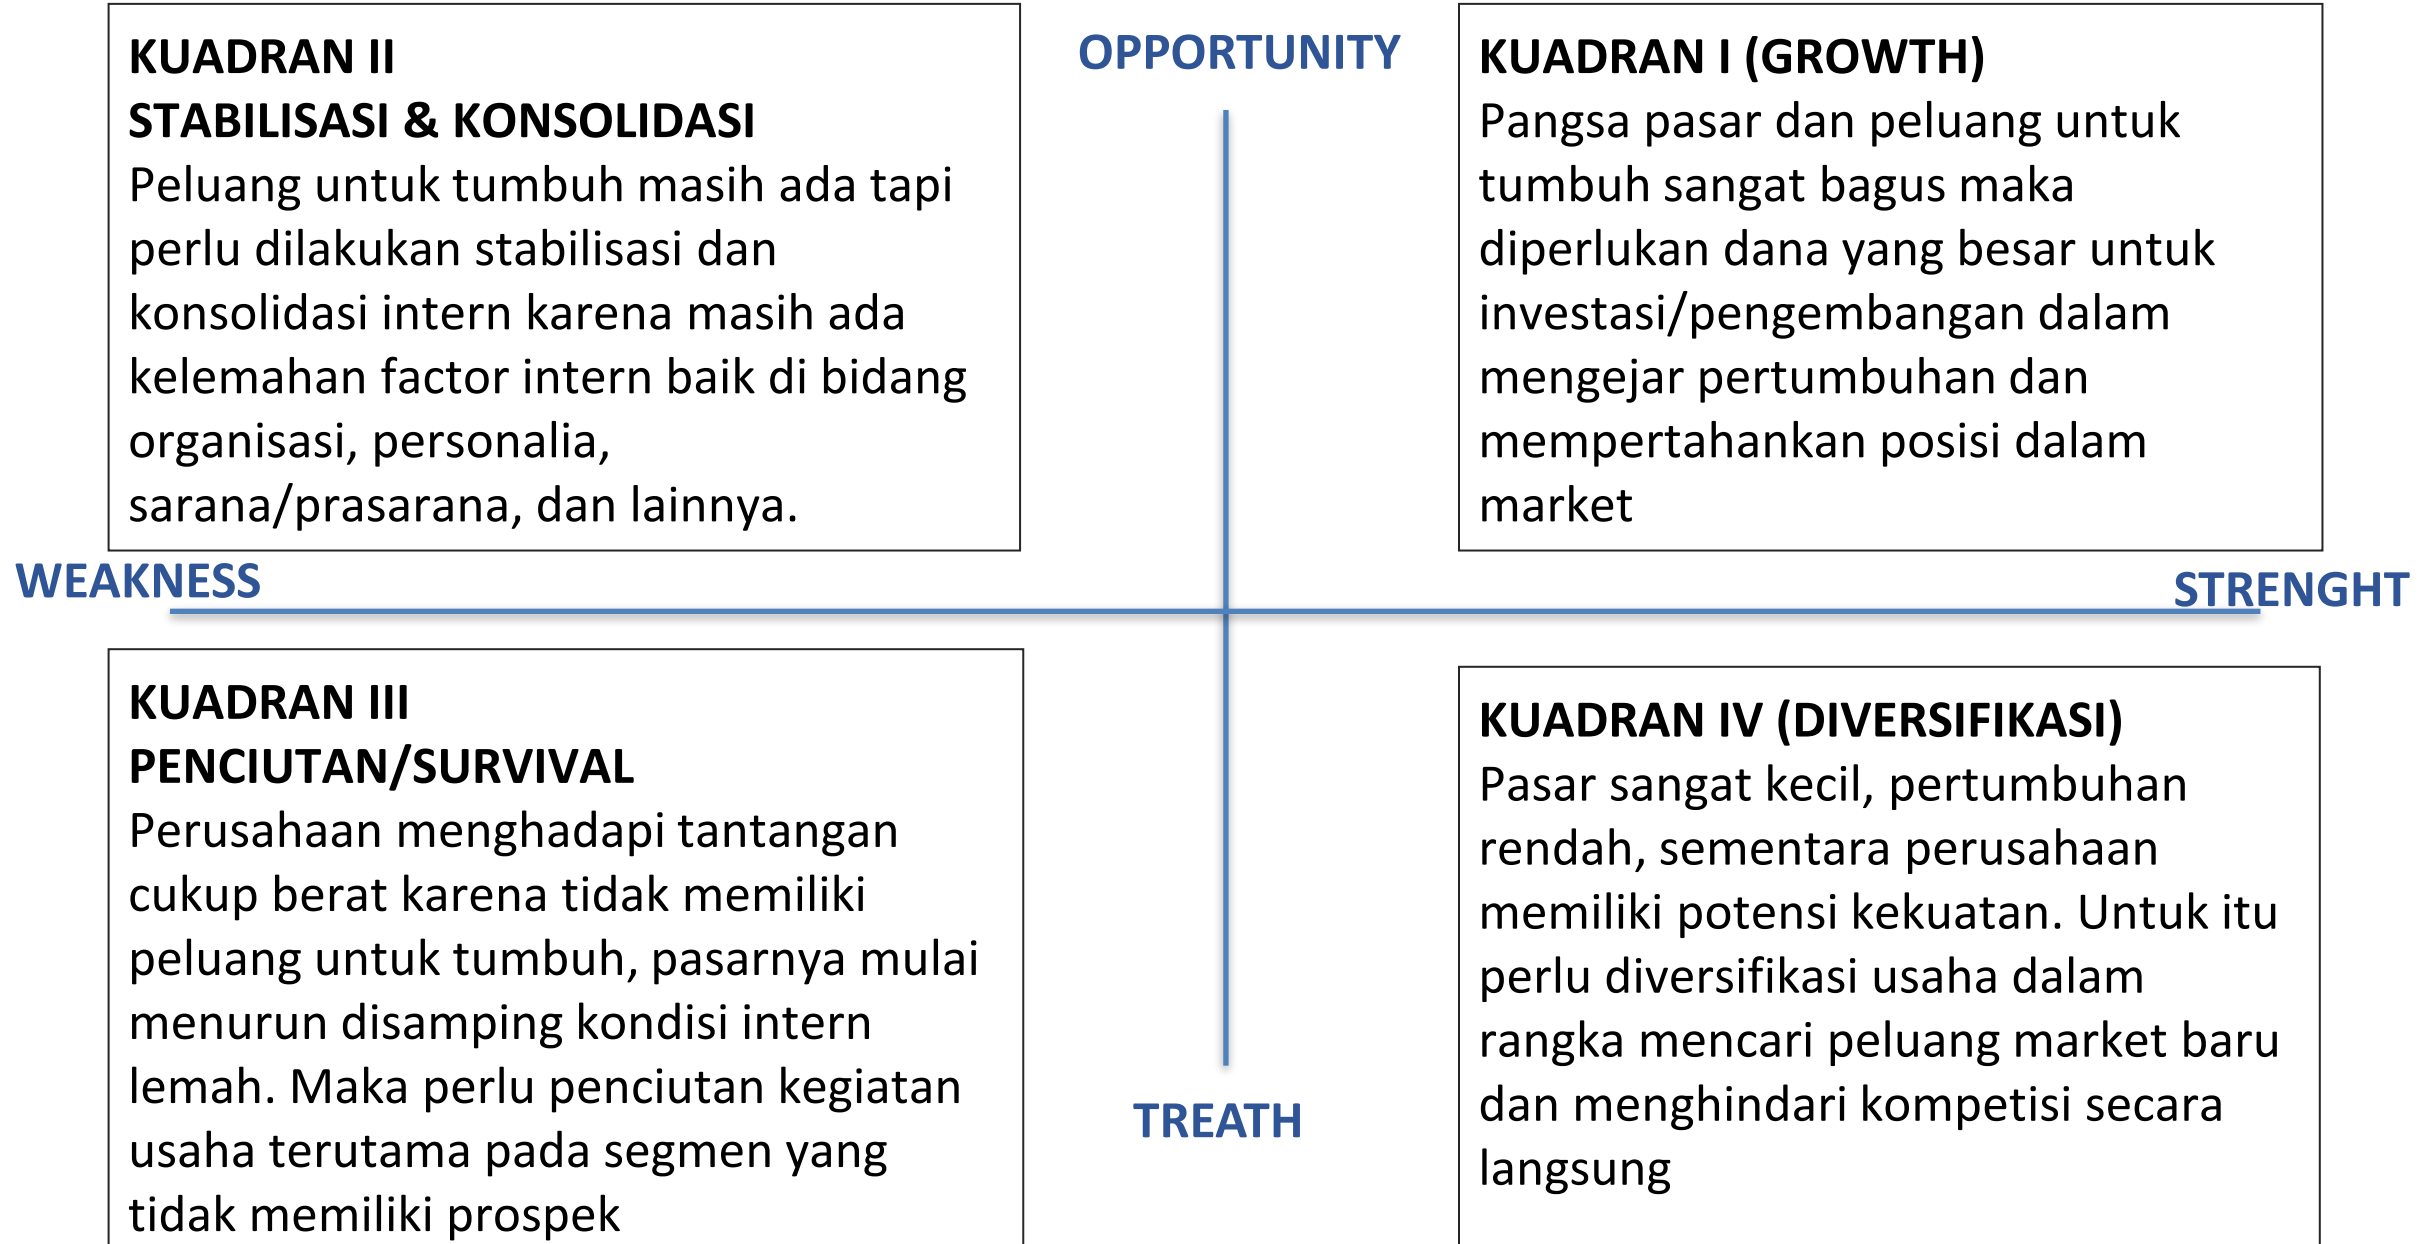 KUADRAN II
STABILISASI & KONSOLIDASI
Peluang untuk tumbuh masih ada tapi
perlu dilakukan stabilisasi dan
konsolidasi intern karena masih ada
kelemahan factor intern baik di bidang
organisasi, personalia,
sarana/prasarana, dan lainnya.
OPPORTUNITY
KUADRAN I (GROWTH)
Pangsa pasar dan peluang untuk
tumbuh sangat bagus maka
diperlukan dana yang besar untuk
investasi/pengembangan dalam
mengejar pertumbuhan dan
mempertahankan posisi dalam
market
WEAKNESS
STRENGHT
KUADRAN III
PENCIUTAN/SURVIVAL
Perusahaan menghadapi tantangan
cukup berat karena tidak memiliki
peluang untuk tumbuh, pasarnya mulai
menurun disamping kondisi intern
lemah. Maka perlu penciutan kegiatan
usaha terutama pada segmen yang
tidak memiliki prospek
TREATH
KUADRAN IV (DIVERSIFIKASI)
Pasar sangat kecil, pertumbuhan
rendah, sementara perusahaan
memiliki potensi kekuatan. Untuk itu
perlu diversifikasi usaha dalam
rangka mencari peluang market baru
dan menghindari kompetisi secara
langsung